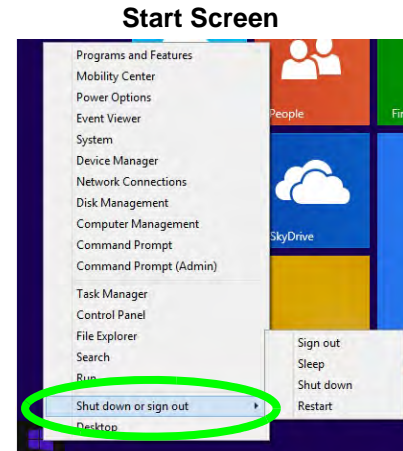 Start Screen
Programs and Features
Mobility Center
Power Options
Event Viewer
System
Device Manager
Network Connections
Disk Management
Computer Management
Command Prompt
Command Prompt (Admin)
Task Manager
Control Panel
File Explorer
Search
Run
Shut down or sign out
Desktop
Sign out
Sleep
Shut down
Restart
People
SkyDrive